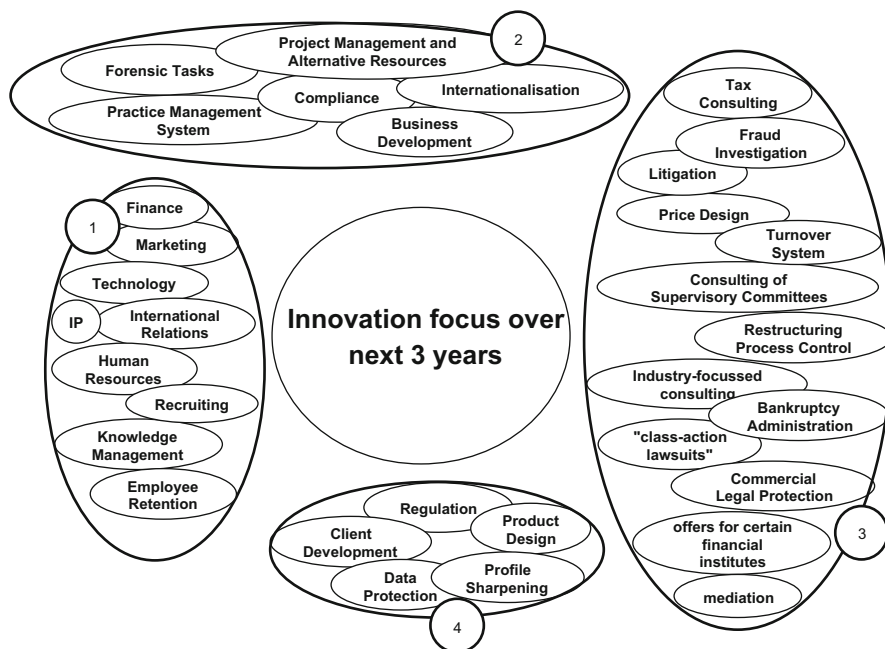 2
Project Management and
Alternative Resources
Forensic Tasks
Internationalisation
Compliance
Practice Management
System
Business
Development
1
Finance
Marketing
Technology
IP
International
Relations
Human
Resources
Recruiting
Knowledge
Management
Employee
Retention
Innovation focus over
next 3 years
Tax
Consulting
Fraud
Investigation
Litigation
Price Design
Turnover
System
Consulting of
Supervisory Committees
Restructuring
Process Control
Industry-focussed
consulting
Bankruptcy
Administration
"class-action
lawsuits"
Commercial
Legal Protection
offers for certain
financial
institutes
3
mediation
Regulation
Product
Design
Client
Development
Data
Protection
Profile
Sharpening
4